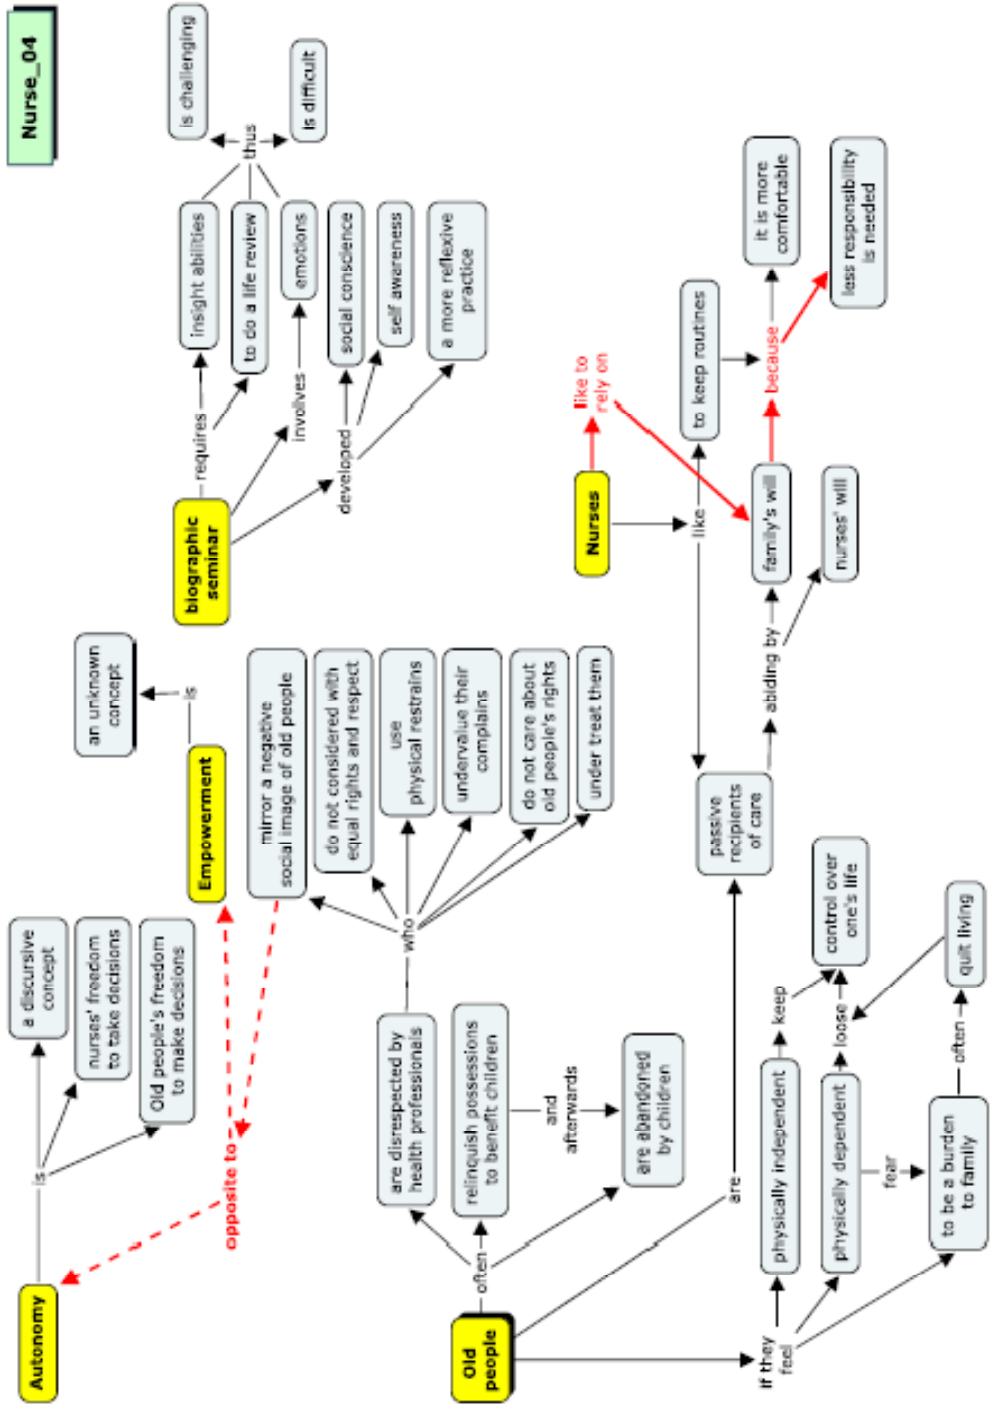 Nurse_04
Autonomy
is
a discursive
concept
nurses' freedom
to take decisions
Old people's freedom
to make decisions
opposite to
Empowerment
is
an unknown
concept
biographic
seminar
requires
insight abilities
to do a life review
involves
emotions
thus
is challenging
is difficult
developed
social conscience
self awareness
a more reflexive
practice
Old
people
often
are disrespected by
health professionals
who
mirror a negative
social image of old people
do not considered with
equal rights and respect
use
physical restrains
undervalue their
complains
do not care about
old people's rights
under treat them
relinquish possessions
to benefit children
and
afterwards
are abandoned
by children
are
passive
recipients
of care
abiding by
family's will
nurses' will
Nurses
like to
rely on
like
to keep routines
because
it is more
comfortable
less responsibility
is needed
If they
feel
physically independent
keep
control over
one's life
physically dependent
loose
fear
to be a burden
to family
often
quit living